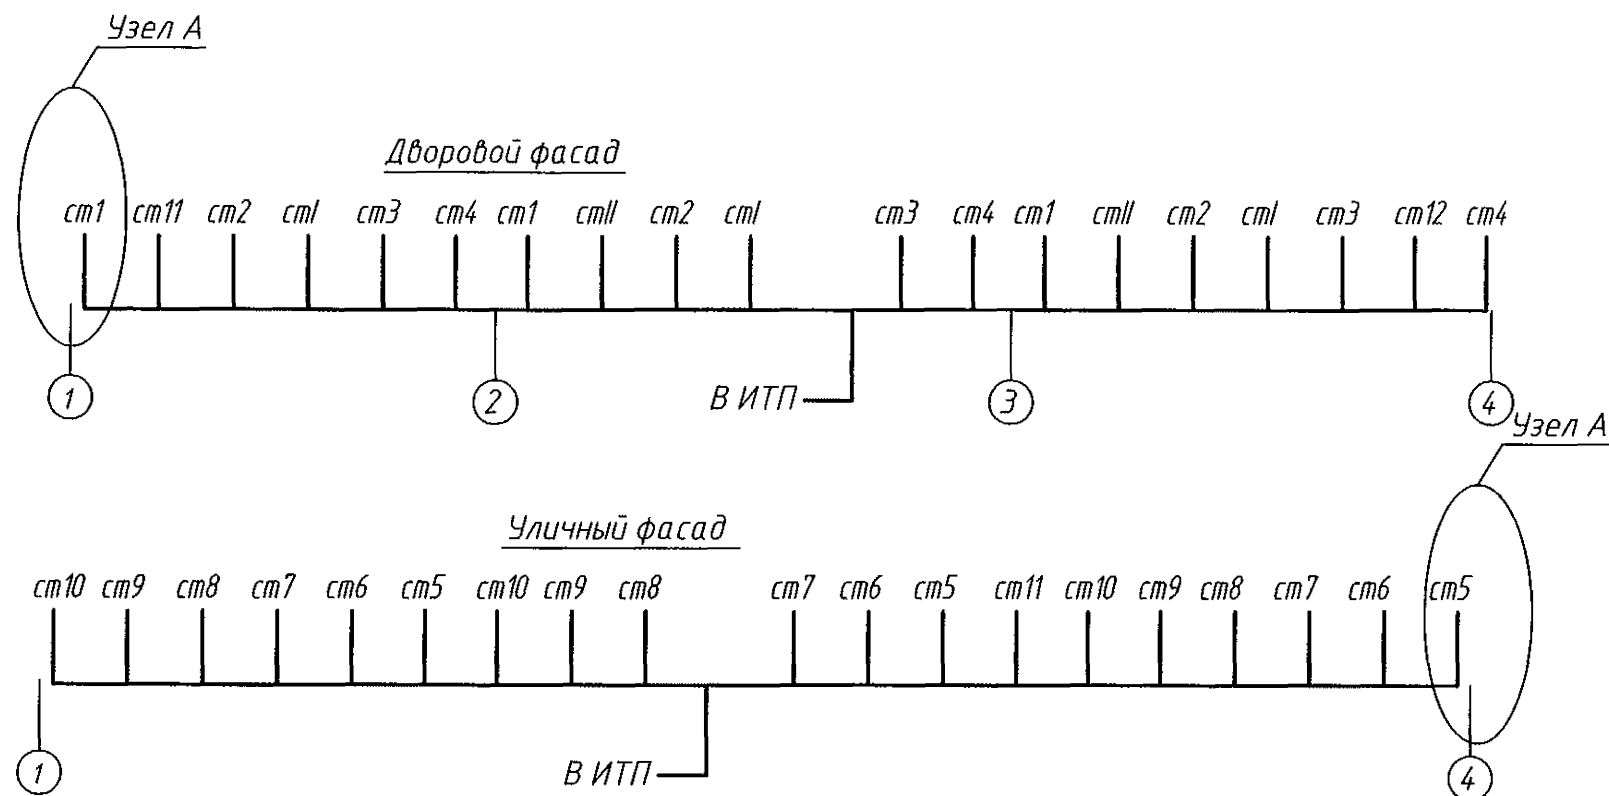 Узел А
Дворовой фасад
ст1 ст11 ст2 стI ст3 ст4 ст1 стII ст2 стI ст3 ст4 ст1 стII ст2 стI ст3 ст12 ст4
В ИТП
1 2 3 4
Узел А
Уличный фасад
ст10 ст9 ст8 ст7 ст6 ст5 ст10 ст9 ст8 ст7 ст6 ст5 ст11 ст10 ст9 ст8 ст7 ст6 ст5
В ИТП
1 4